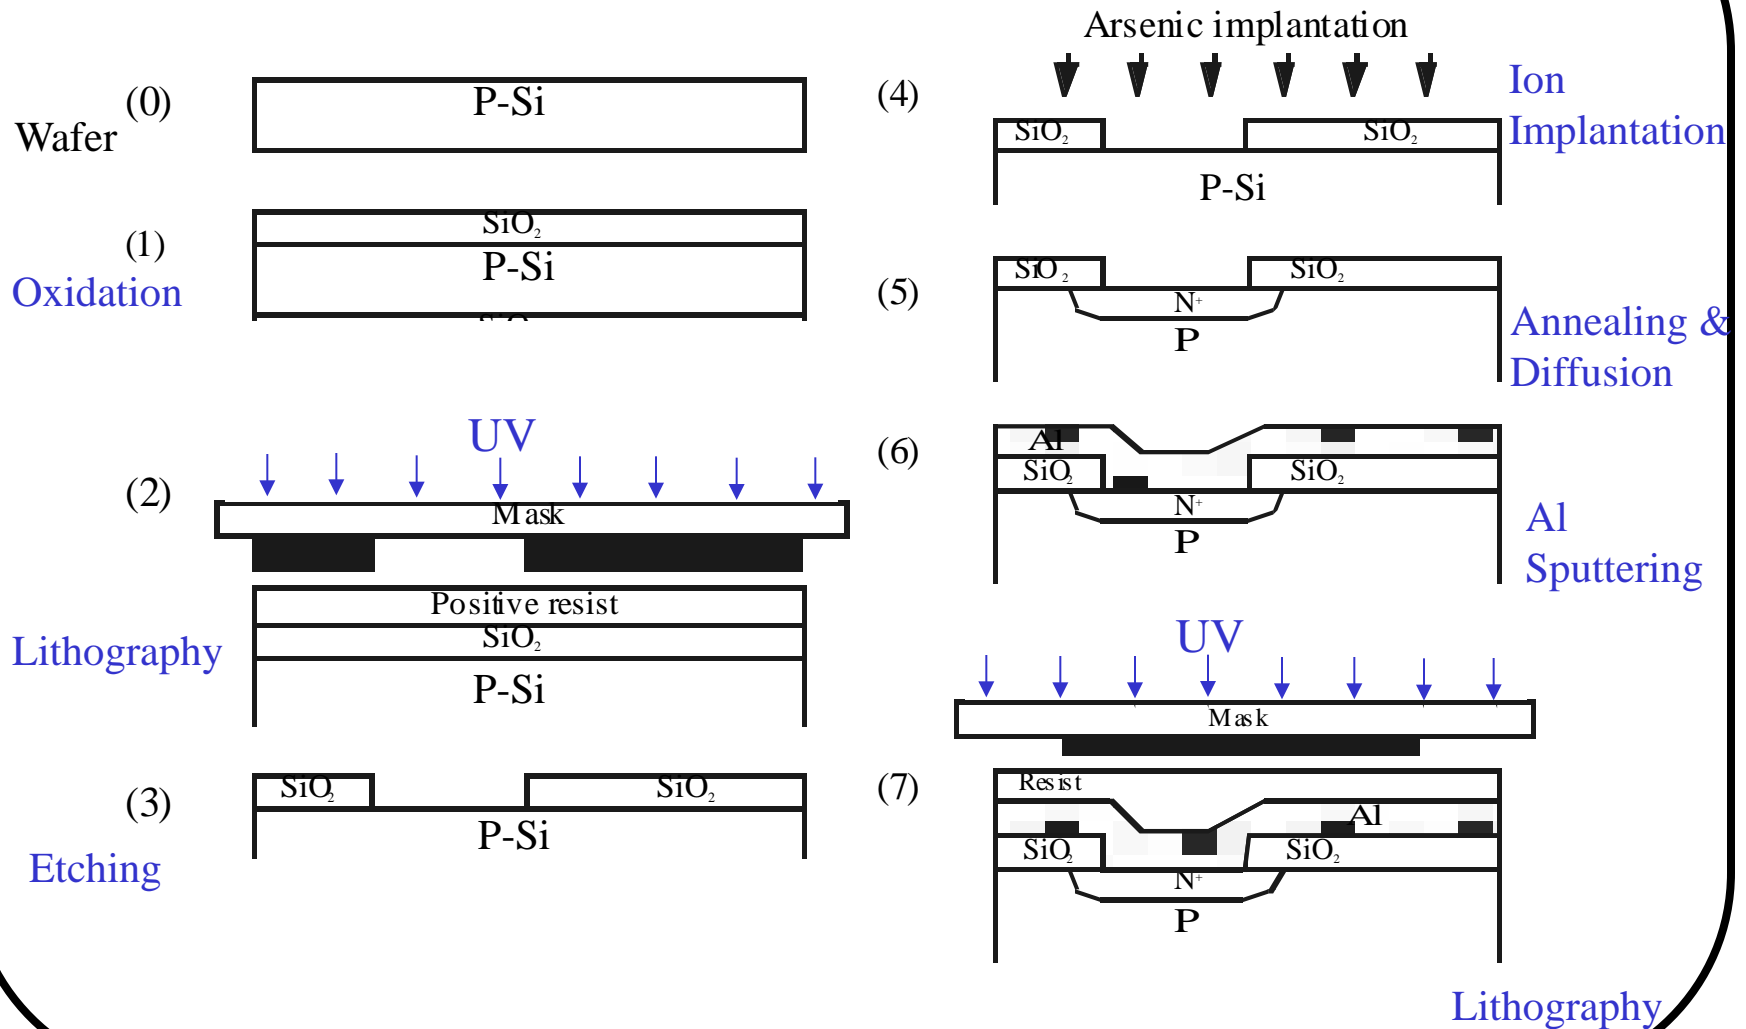 (0)
Wafer
P-Si
(1)
Oxidation
SiO2
P-Si
UV
(2)
Mask
Positive resist
Lithography
SiO2
P-Si
(3)
Etching
SiO2 SiO2
P-Si
Arsenic implantation
(4)
Ion
Implantation
SiO2 SiO2
P-Si
(5)
SiO2 SiO2
N+
P
Annealing &
Diffusion
(6)
Al
SiO2 SiO2
N+
P
Al
Sputtering
UV
Mask
(7)
Resist
Al
SiO2 SiO2
N+
P
Lithography